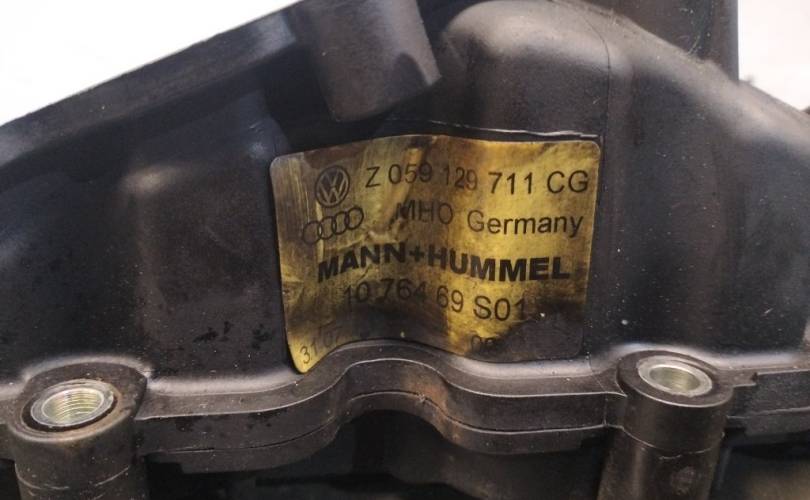 Z 059 129 711 CG
MHO Germany
MANN+HUMMEL
10 764 69 S01